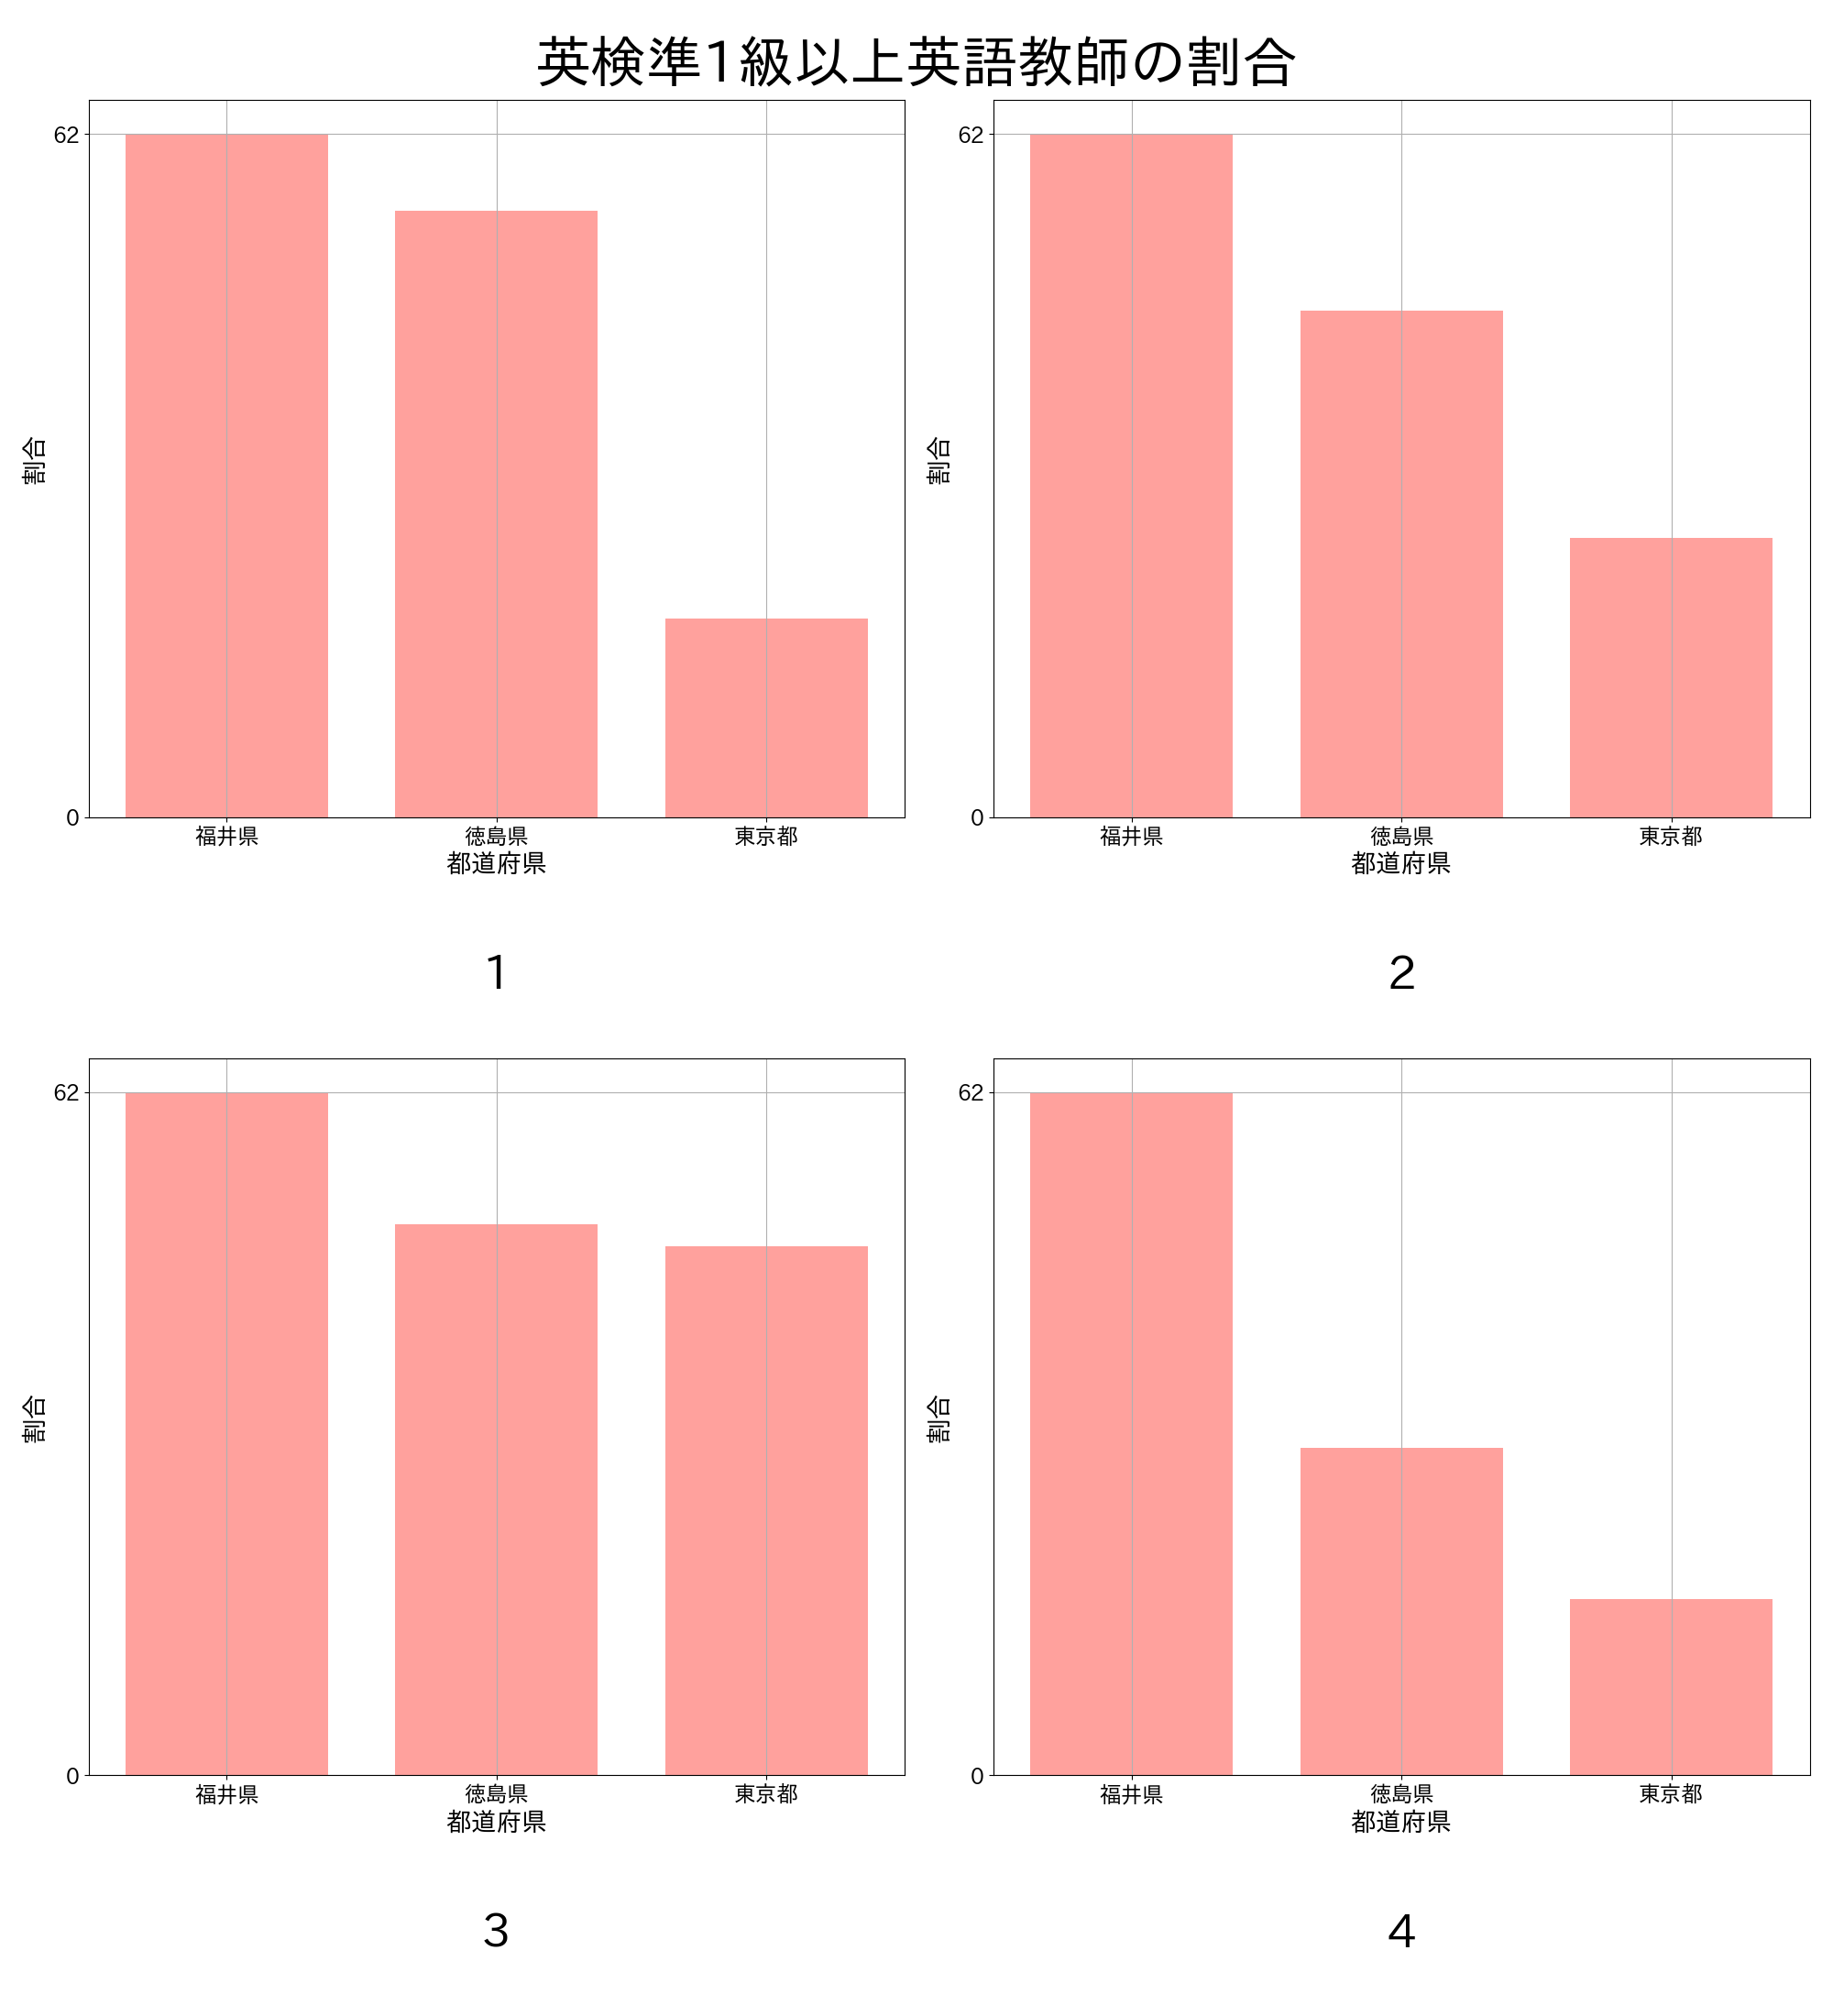 英検準1級以上英語教師の割合
62
0
割合
福井県 徳島県 東京都
都道府県
1
62
0
割合
福井県 徳島県 東京都
都道府県
2
62
0
割合
福井県 徳島県 東京都
都道府県
3
62
0
割合
福井県 徳島県 東京都
都道府県
4